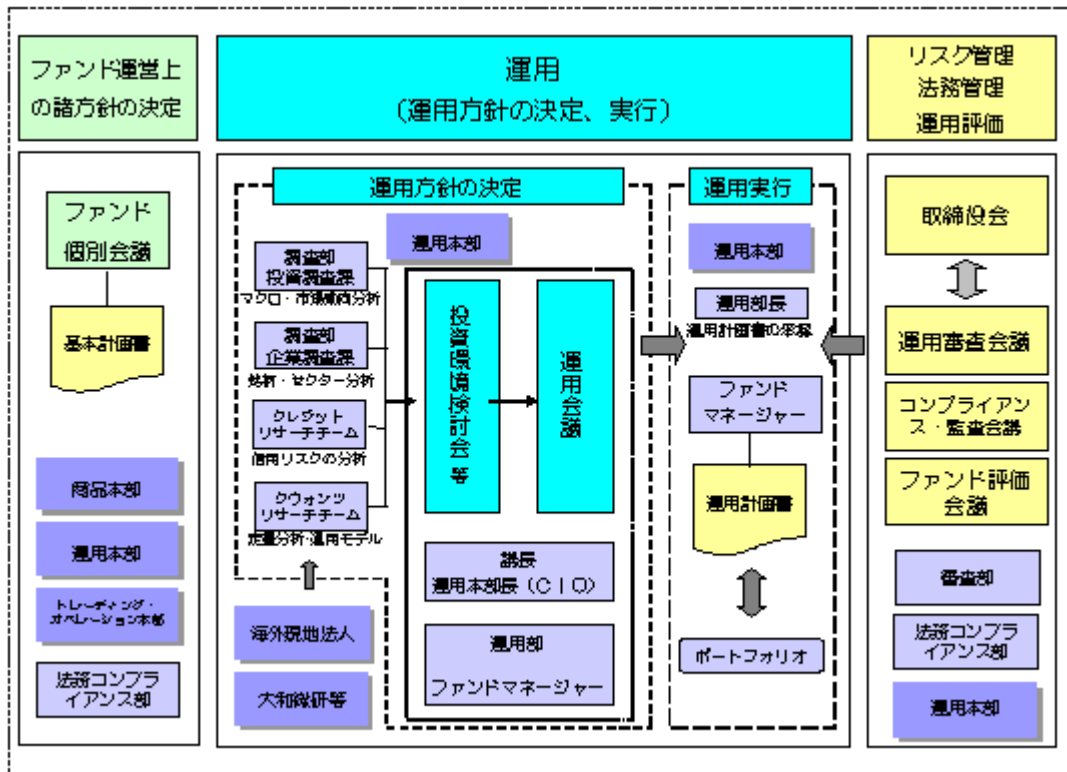 ファンド運営上
の諸方針の決定
運用
（運用方針の決定、実行）
リスク管理
法務管理
運用評価
ファンド
個別会議
基本計画書
商品本部
運用本部
トレーディング・
オペレーション本部
法務コンプラ
イアンス部
運用方針の決定
運用本部
調査部
投資調査課
マクロ・市場動向分析
調査部
企業調査課
銘柄・セクター分析
クレジット
リサーチチーム
信用リスクの分析
クウォンツ
リサーチチーム
定量分析・運用モデル
海外現地法人
大和総研等
投資環境検討会等
運用会議
議長
運用本部長（ＣＩＯ）
運用部
ファンドマネージャー
運用実行
運用本部
運用部長
運用計画書の承認
ファンド
マネージャー
運用計画書
ポートフォリオ
取締役会
運用審査会議
コンプライアン
ス・監査会議
ファンド評価
会議
審査部
法務コンプラ
イアンス部
運用本部